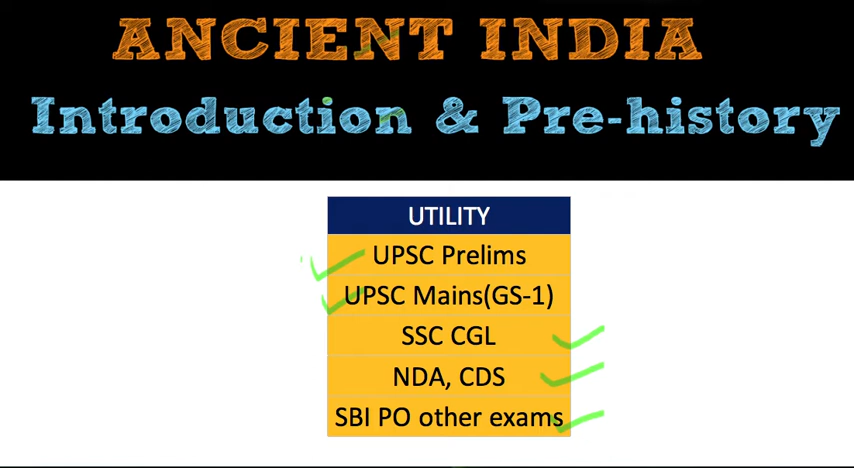 ANCIENT INDIA
Introduction & Pre-history
UTILITY
UPSC Prelims
UPSC Mains(GS-1)
SSC CGL
NDA, CDS
SBI PO other exams